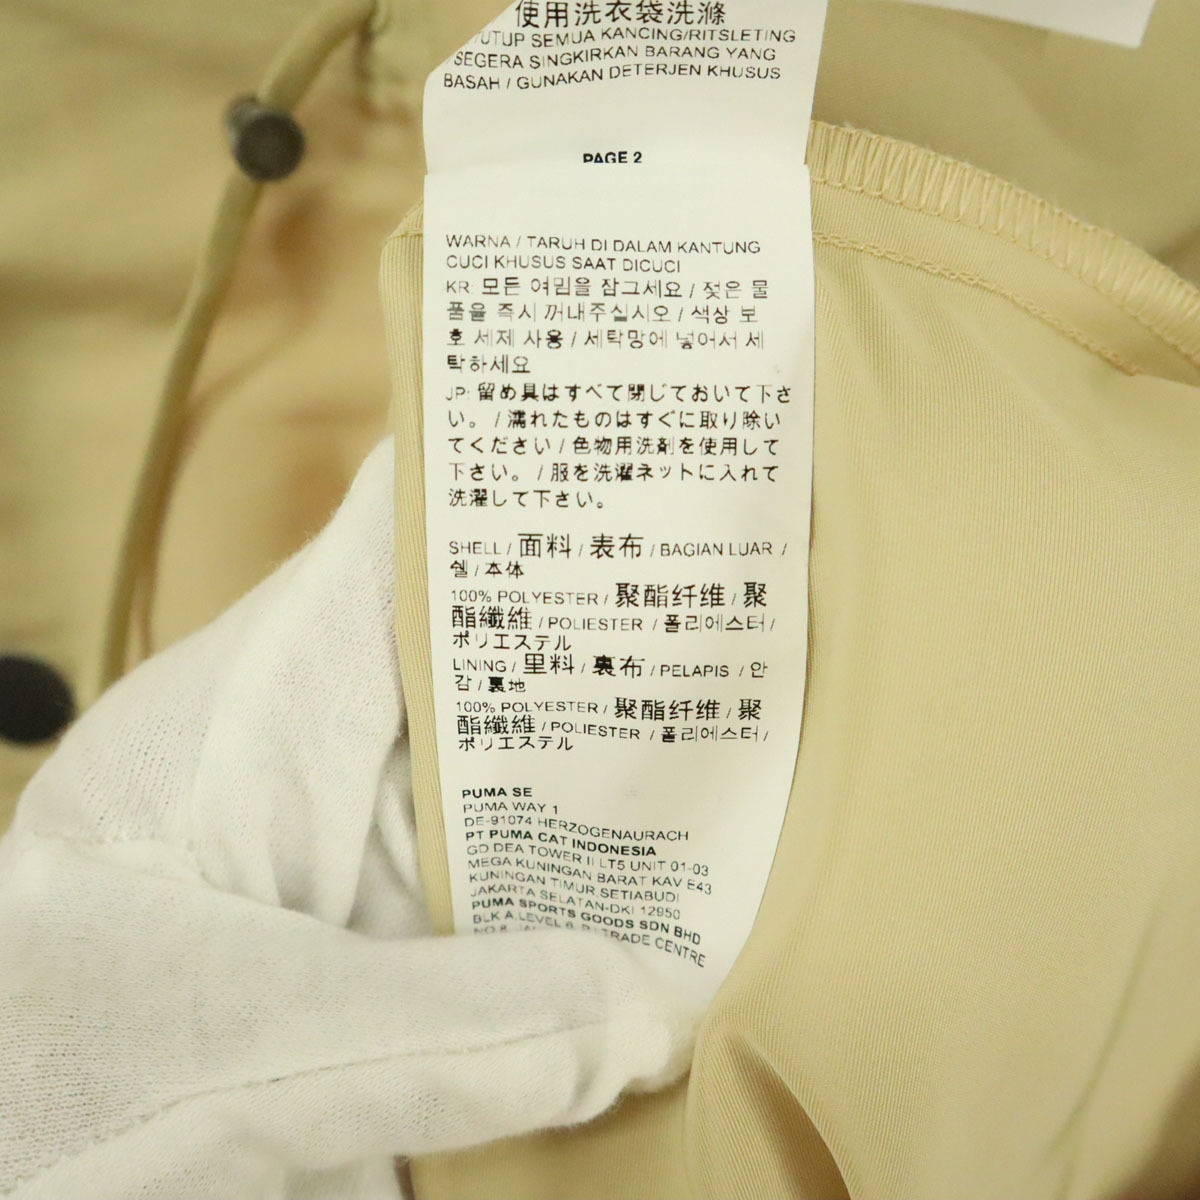 使用洗衣袋洗滌
TUTUP SEMUA KANCING/RITSLETING
/SEGERA SINGKIRKAN BARANG YANG
BASAH / GUNAKAN DETERJEN KHUSUS
PAGE 2
WARNA / TARUH DI DALAM KANTUNG
CUCI KHUSUS SAAT DICUCI
KR: 모든 여밈을 잠그세요 / 젖은 물
품을 즉시 꺼내주십시오 / 색상 보
호 세제 사용 / 세탁망에 넣어서 세
탁하세요
JP: 留め具はすべて閉じておいて下さ
い。 / 濡れたものはすぐに取り除い
てください / 色物用洗剤を使用して
下さい。 / 服を洗濯ネットに入れて
洗濯して下さい。
SHELL / 面料 / 表布 / BAGIAN LUAR /
쉘 / 本体
100% POLYESTER / 聚酯纤维 / 聚
酯纖維 / POLIESTER / 폴리에스터 /
ポリエステル
LINING / 里料 / 裏布 / PELAPIS / 안
감 / 裏地
100% POLYESTER / 聚酯纤维 / 聚
酯纖維 / POLIESTER / 폴리에스터 /
ポリエステル
PUMA SE
PUMA WAY 1
DE-91074 HERZOGENAURACH
PT PUMA CAT INDONESIA
GD DEA TOWER II LT5 UNIT 01-03
MEGA KUNINGAN BARAT KAV E43
KUNINGAN TIMUR.SETIABUDI
JAKARTA SELATAN-DKI 12950
PUMA SPORTS GOODS SDN BHD
BLK A,LEVEL 6, PJ TRADE CENTRE
NO.8,